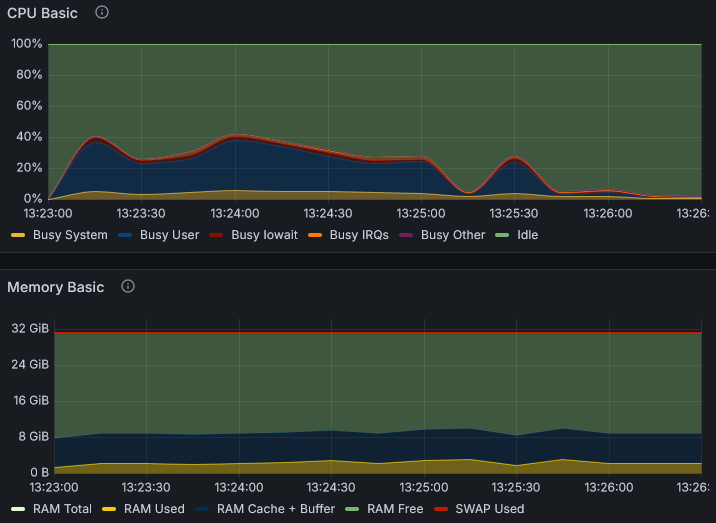 CPU Basic
100%
80%
60%
40%
20%
0%
13:23:00 13:23:30 13:24:00 13:24:30 13:25:00 13:25:30 13:26:00 13:26:
Busy System Busy User Busy Iowait Busy IRQs Busy Other Idle
Memory Basic
32 GiB
24 GiB
16 GiB
8 GiB
0 B
13:23:00 13:23:30 13:24:00 13:24:30 13:25:00 13:25:30 13:26:00 13:26:
RAM Total RAM Used RAM Cache + Buffer RAM Free SWAP Used